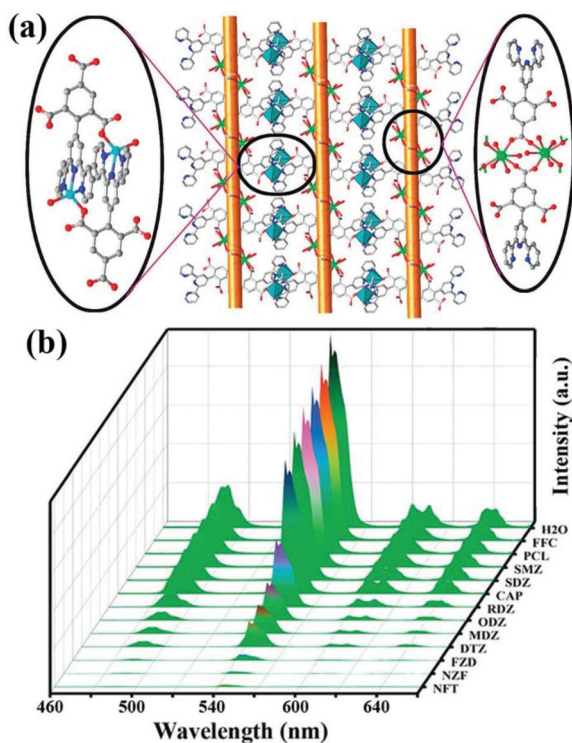 (a)
(b)
Intensity (a.u.)
H2O
FFC
PCL
SMZ
SDZ
CAP
RDZ
ODZ
MDZ
DTZ
FZD
NZF
NFT
460 500 540 560 600 640
Wavelength (nm)